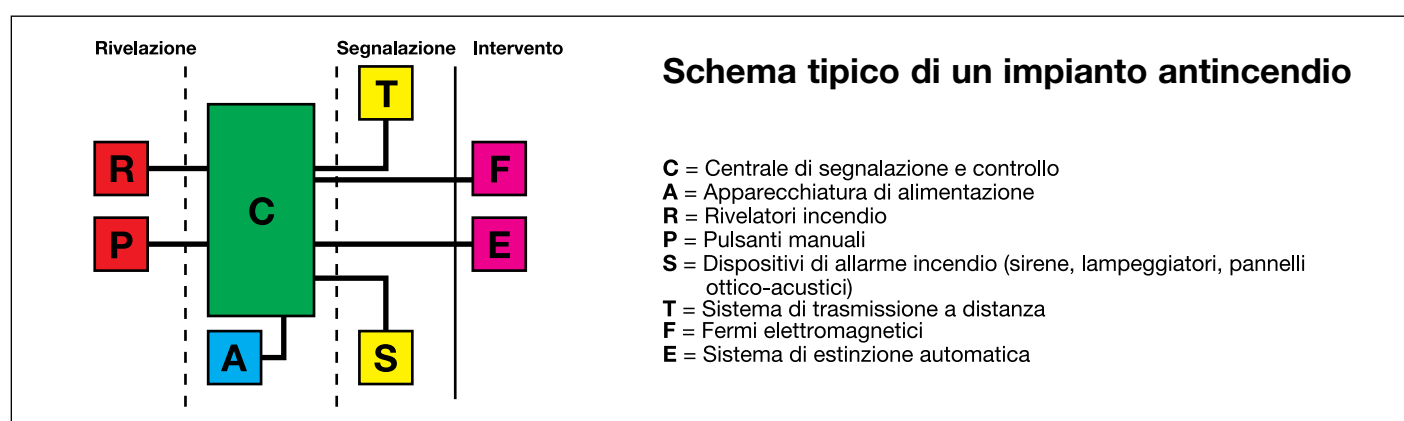 Rivelazione
Segnalazione
Intervento
T
R
F
C
P
E
A
S
Schema tipico di un impianto antincendio
C = Centrale di segnalazione e controllo
A = Apparecchiatura di alimentazione
R = Rivelatori incendio
P = Pulsanti manuali
S = Dispositivi di allarme incendio (sirene, lampeggiatori, pannelli
ottico-acustici)
T = Sistema di trasmissione a distanza
F = Fermi elettromagnetici
E = Sistema di estinzione automatica